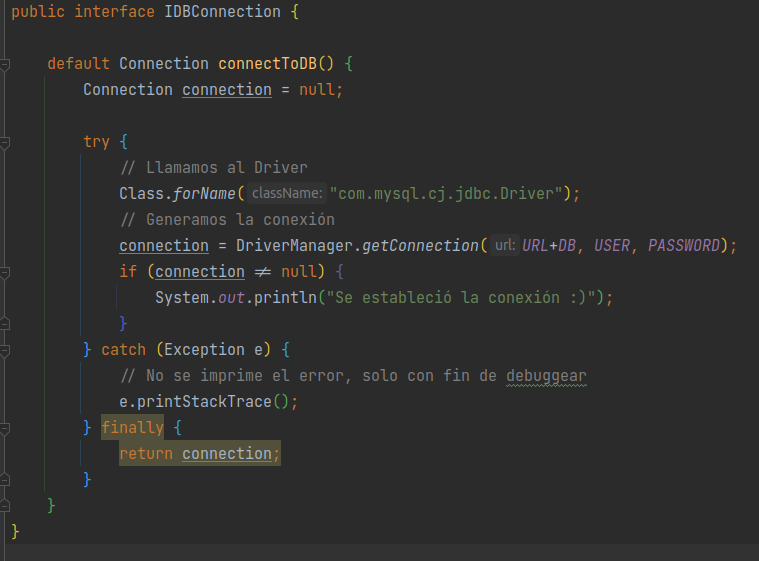 public interface IDBConnection {
default Connection connectToDB() {
Connection connection = null;
try {
// Llamamos al Driver
Class.forName( className: "com.mysql.cj.jdbc.Driver");
// Generamos la conexión
connection = DriverManager.getConnection( url: URL+DB, USER, PASSWORD);
if (connection ≠ null) {
System.out.println("Se estableció la conexión :)");
}
} catch (Exception e) {
// No se imprime el error, solo con fin de debuggear
e.printStackTrace();
} finally {
return connection;
}
}
}